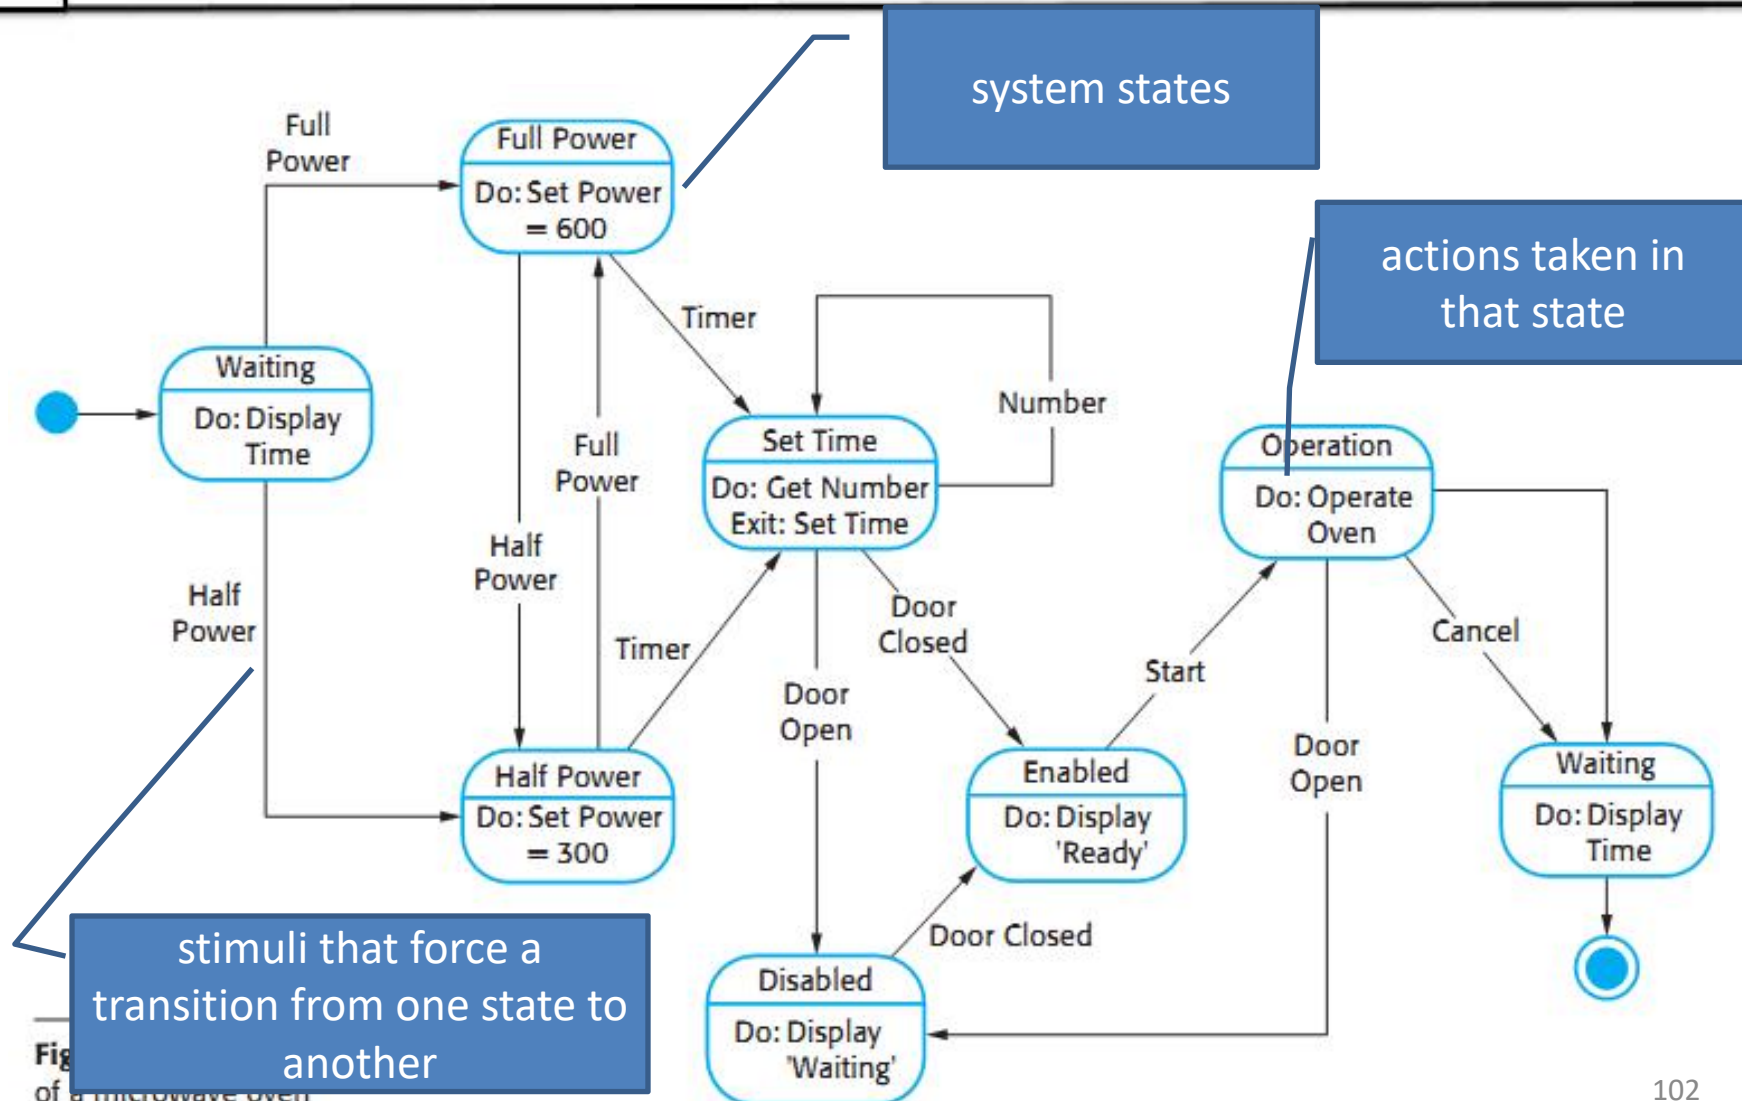 system states
Full
Power
Full Power
Do: Set Power
= 600
actions taken in
that state
Timer
Waiting
Do: Display
Time
Number
Full
Power
Set Time
Do: Get Number
Exit: Set Time
Operation
Do: Operate
Oven
Half
Power
Half
Power
Timer
Door
Closed
Cancel
Start
Door
Open
Door
Open
Half Power
Do: Set Power
= 300
Enabled
Do: Display
'Ready'
Waiting
Do: Display
Time
Door Closed
stimuli that force a
transition from one state to
another
Disabled
Do: Display
'Waiting'
Fig
of a microwave oven
102